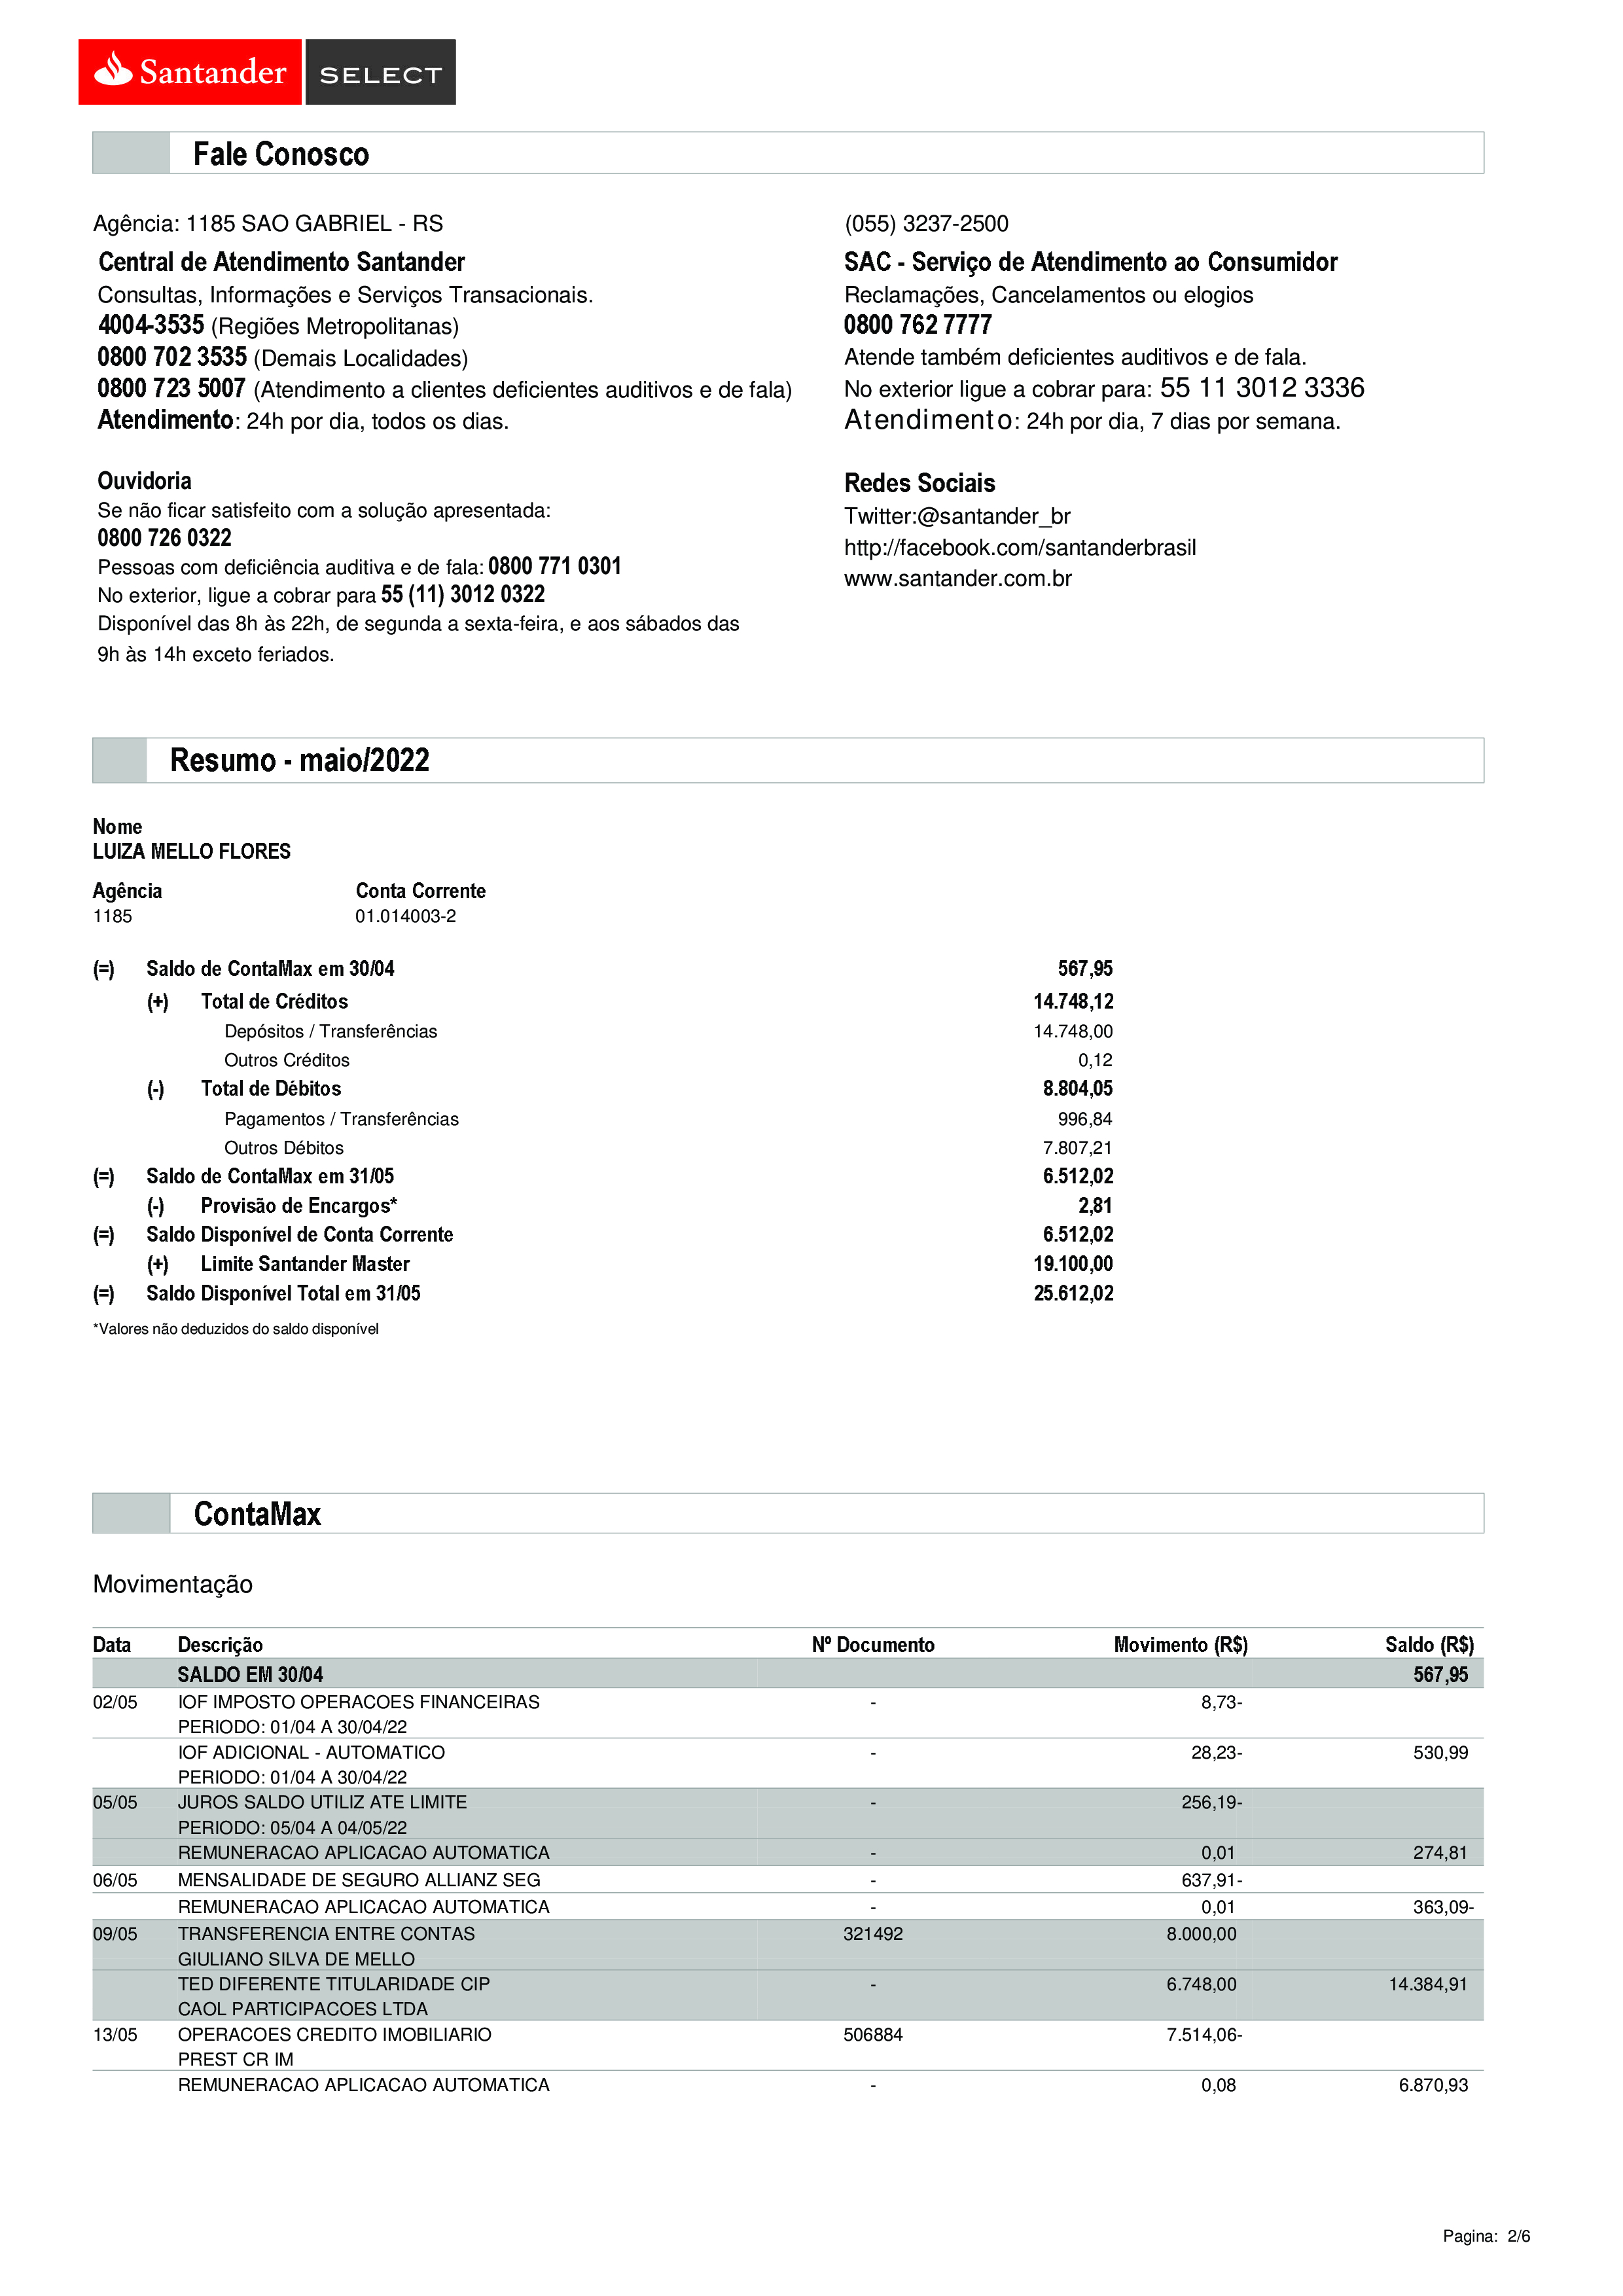 Santander SELECT
Fale Conosco
Agência: 1185 SAO GABRIEL - RS
(055) 3237-2500
Central de Atendimento Santander
Consultas, Informações e Serviços Transacionais.
4004-3535 (Regiões Metropolitanas)
0800 702 3535 (Demais Localidades)
0800 723 5007 (Atendimento a clientes deficientes auditivos e de fala)
Atendimento: 24h por dia, todos os dias.
SAC - Serviço de Atendimento ao Consumidor
Reclamações, Cancelamentos ou elogios
0800 762 7777
Atende também deficientes auditivos e de fala.
No exterior ligue a cobrar para: 55 11 3012 3336
Atendimento: 24h por dia, 7 dias por semana.
Ouvidoria
Se não ficar satisfeito com a solução apresentada:
0800 726 0322
Pessoas com deficiência auditiva e de fala: 0800 771 0301
No exterior, ligue a cobrar para 55 (11) 3012 0322
Disponível das 8h às 22h, de segunda a sexta-feira, e aos sábados das
9h às 14h exceto feriados.
Redes Sociais
Twitter:@santander_br
http://facebook.com/santanderbrasil
www.santander.com.br
Resumo - maio/2022
Nome
LUIZA MELLO FLORES
Agência Conta Corrente
1185 01.014003-2
(=) Saldo de ContaMax em 30/04 567,95
(+) Total de Créditos 14.748,12
Depósitos / Transferências 14.748,00
Outros Créditos 0,12
(-) Total de Débitos 8.804,05
Pagamentos / Transferências 996,84
Outros Débitos 7.807,21
(=) Saldo de ContaMax em 31/05 6.512,02
(-) Provisão de Encargos* 2,81
(=) Saldo Disponível de Conta Corrente 6.512,02
(+) Limite Santander Master 19.100,00
(=) Saldo Disponível Total em 31/05 25.612,02
*Valores não deduzidos do saldo disponível
ContaMax
Movimentação
Data Descrição Nº Documento Movimento (R$) Saldo (R$)
SALDO EM 30/04 567,95
02/05 IOF IMPOSTO OPERACOES FINANCEIRAS - 8,73-
PERIODO: 01/04 A 30/04/22
IOF ADICIONAL - AUTOMATICO - 28,23- 530,99
PERIODO: 01/04 A 30/04/22
05/05 JUROS SALDO UTILIZ ATE LIMITE - 256,19-
PERIODO: 05/04 A 04/05/22
REMUNERACAO APLICACAO AUTOMATICA - 0,01 274,81
06/05 MENSALIDADE DE SEGURO ALLIANZ SEG - 637,91-
REMUNERACAO APLICACAO AUTOMATICA - 0,01 363,09-
09/05 TRANSFERENCIA ENTRE CONTAS 321492 8.000,00
GIULIANO SILVA DE MELLO
TED DIFERENTE TITULARIDADE CIP - 6.748,00 14.384,91
CAOL PARTICIPACOES LTDA
13/05 OPERACOES CREDITO IMOBILIARIO 506884 7.514,06-
PREST CR IM
REMUNERACAO APLICACAO AUTOMATICA - 0,08 6.870,93
Pagina: 2/6